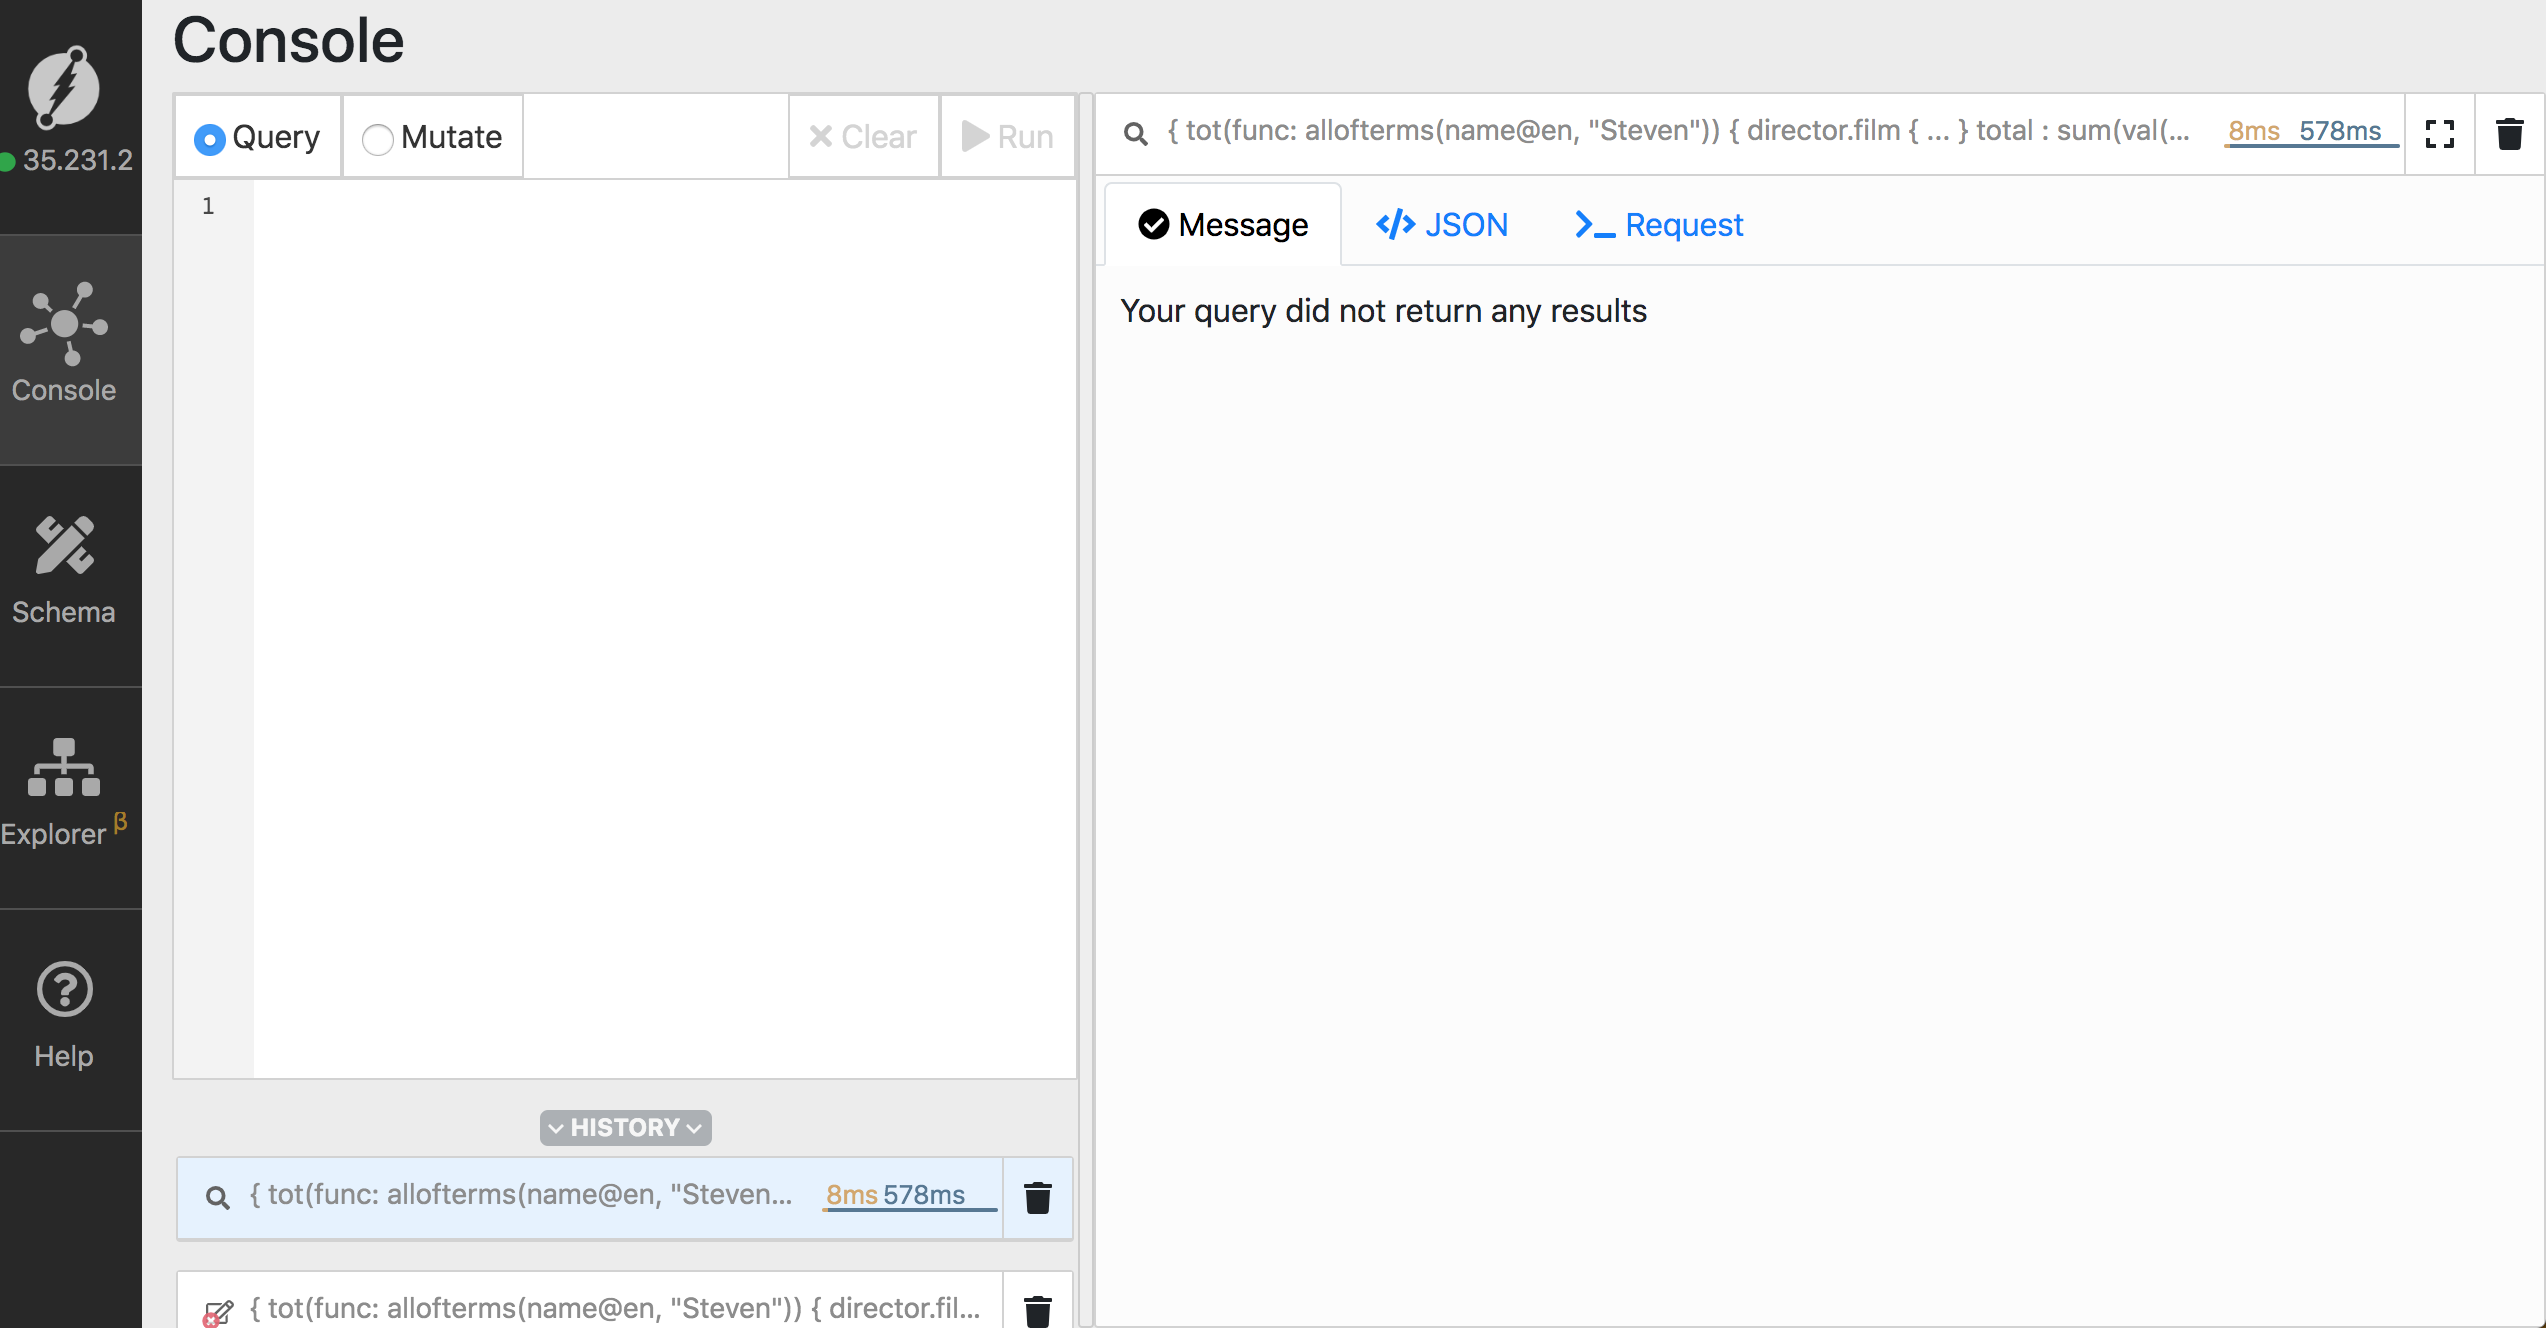 Console
35.231.2
Console
Schema
Explorer β
Help
Query
Mutate
Clear
Run
1
HISTORY
{ tot(func: allofterms(name@en, "Steven... 8ms 578ms
{ tot(func: allofterms(name@en, "Steven")) { director.fil...
{ tot(func: allofterms(name@en, "Steven")) { director.film { ... } total : sum(val(... 8ms 578ms
Message
</> JSON
>_ Request
Your query did not return any results